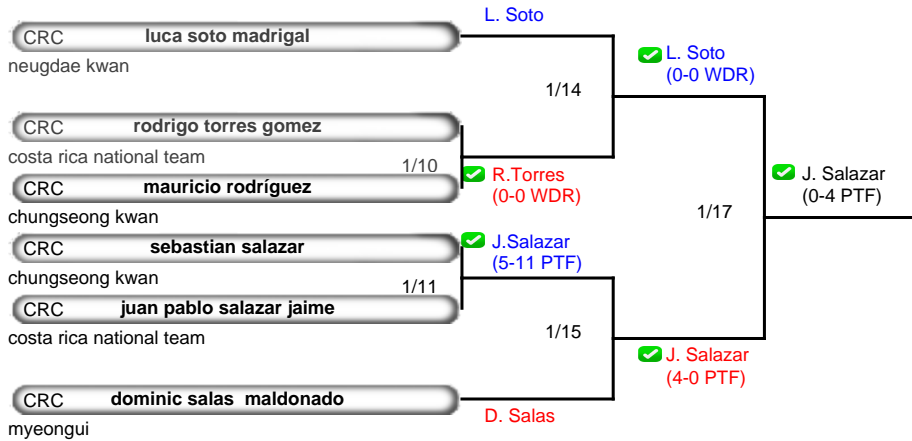 L. Soto
CRC luca soto madrigal
neugdae kwan
L. Soto
(0-0 WDR)
1/14
CRC rodrigo torres gomez
costa rica national team
1/10
R.Torres
(0-0 WDR)
CRC mauricio rodríguez
chungseong kwan
J. Salazar
(0-4 PTF)
1/17
CRC sebastian salazar
chungseong kwan
J.Salazar
(5-11 PTF)
1/11
CRC juan pablo salazar jaime
costa rica national team
1/15
J. Salazar
(4-0 PTF)
CRC dominic salas maldonado
myeongui
D. Salas